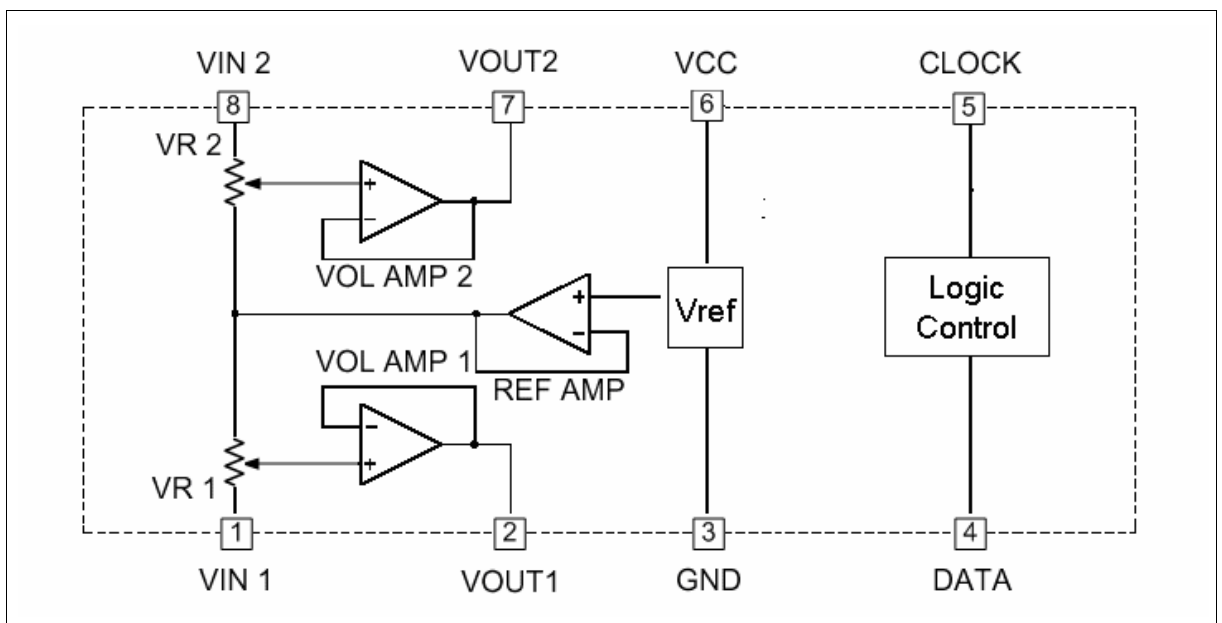 VIN 2 VOUT2 VCC CLOCK
8 7 6 5
VR 2
+
−
VOL AMP 2
+
−
REF AMP
Vref
Logic
Control
VOL AMP 1
−
+
VR 1
1 2 3 4
VIN 1 VOUT1 GND DATA